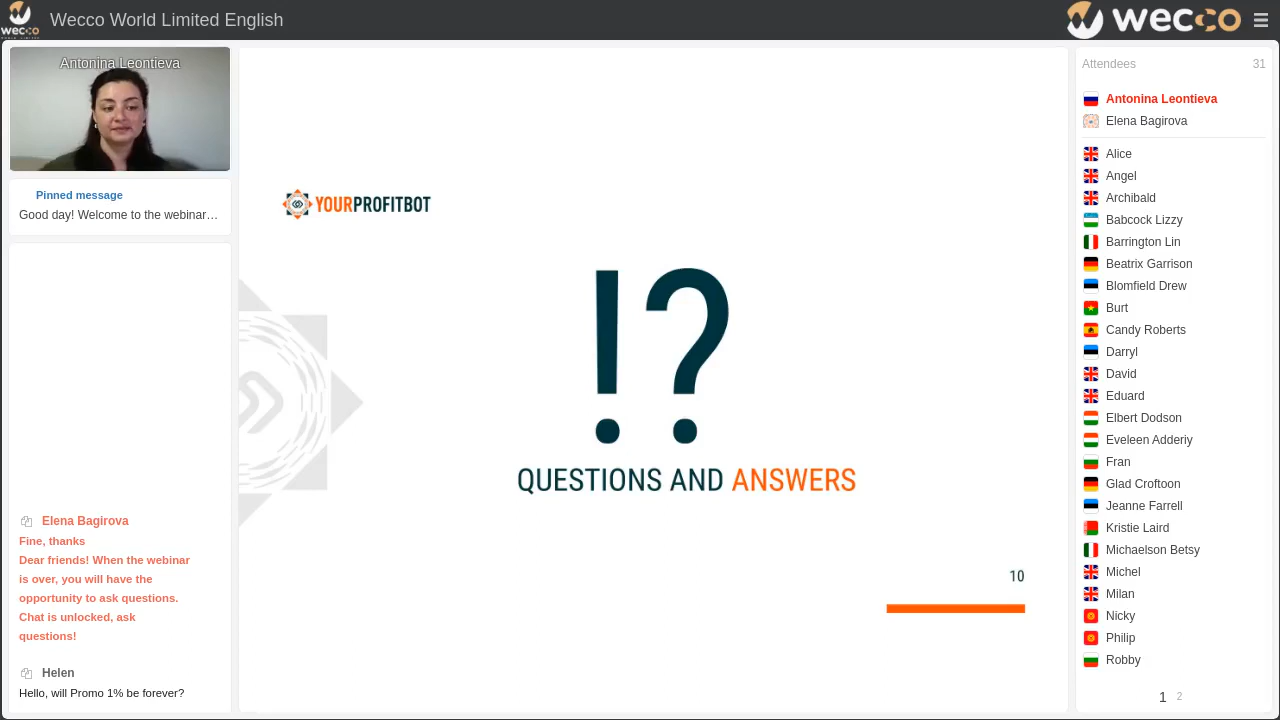 Wecco World Limited English
wecco
wecco
Antonina Leontieva
Pinned message
Good day! Welcome to the webinar…
Elena Bagirova
Fine, thanks
Dear friends! When the webinar
is over, you will have the
opportunity to ask questions.
Chat is unlocked, ask
questions!
Helen
Hello, will Promo 1% be forever?
YOURPROFITBOT
!?
QUESTIONS AND ANSWERS
10
Attendees 31
Antonina Leontieva
Elena Bagirova
Alice
Angel
Archibald
Babcock Lizzy
Barrington Lin
Beatrix Garrison
Blomfield Drew
Burt
Candy Roberts
Darryl
David
Eduard
Elbert Dodson
Eveleen Adderiy
Fran
Glad Croftoon
Jeanne Farrell
Kristie Laird
Michaelson Betsy
Michel
Milan
Nicky
Philip
Robby
1 2